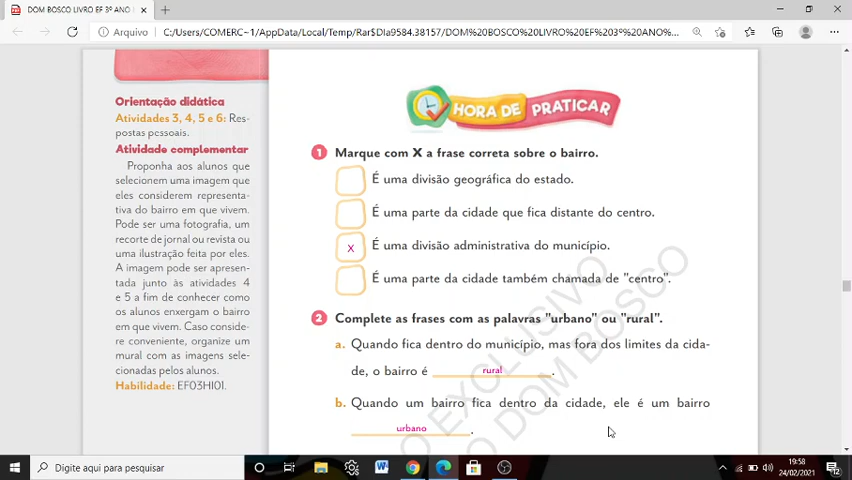 DOM BOSCO LIVRO EF 3º ANO
Arquivo C:/Users/COMERC~1/AppData/Local/Temp/Rar$DIa9584.38157/DOM%20BOSCO%20LIVRO%20EF%203º%20ANO%...
Orientação didática
Atividades 3, 4, 5 e 6: Res-
postas pessoais.
Atividade complementar
Proponha aos alunos que
selecionem uma imagem que
eles considerem representa-
tiva do bairro em que vivem.
Pode ser uma fotografia, um
recorte de jornal ou revista ou
uma ilustração feita por eles.
A imagem pode ser apresen-
tada junto às atividades 4
e 5 a fim de conhecer como
os alunos enxergam o bairro
em que vivem. Caso conside-
re conveniente, organize um
mural com as imagens sele-
cionadas pelos alunos.
Habilidade: EF03HI01.
HORA DE PRATICAR
1 Marque com X a frase correta sobre o bairro.
É uma divisão geográfica do estado.
É uma parte da cidade que fica distante do centro.
X É uma divisão administrativa do município.
É uma parte da cidade também chamada de "centro".
2 Complete as frases com as palavras "urbano" ou "rural".
a. Quando fica dentro do município, mas fora dos limites da cida-
de, o bairro é rural.
b. Quando um bairro fica dentro da cidade, ele é um bairro
urbano.
O EXCLUSIVO
O DOM BOSCO
Digite aqui para pesquisar
19:58
24/02/2021
12